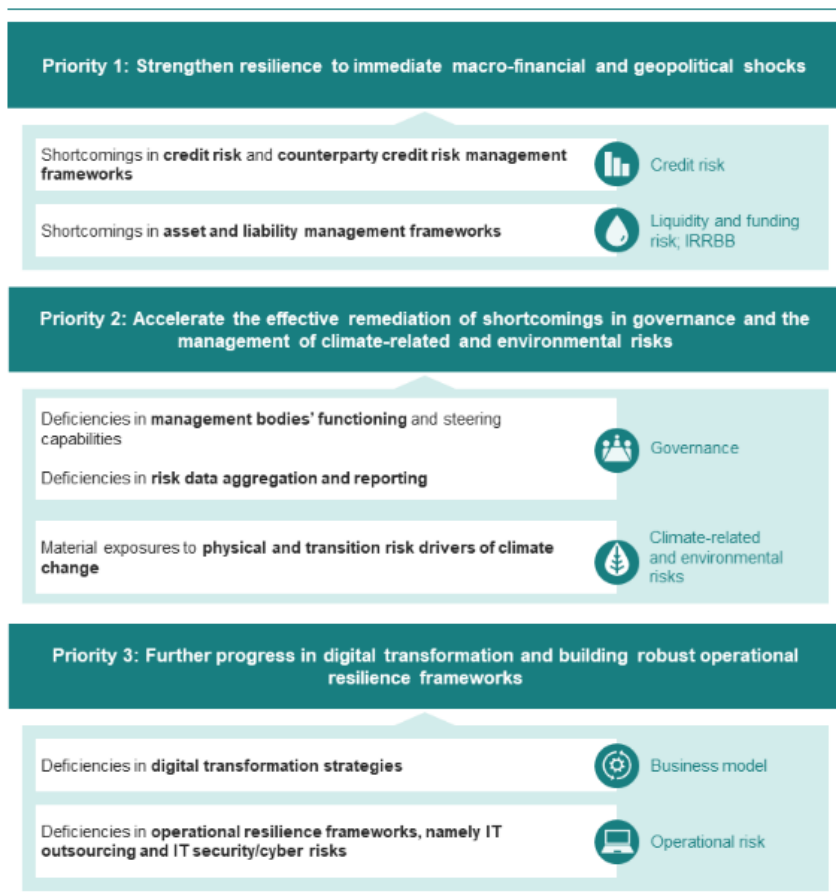 Priority 1: Strengthen resilience to immediate macro-financial and geopolitical shocks
Shortcomings in credit risk and counterparty credit risk management
frameworks
Credit risk
Shortcomings in asset and liability management frameworks
Liquidity and funding
risk; IRRBB
Priority 2: Accelerate the effective remediation of shortcomings in governance and the
management of climate-related and environmental risks
Deficiencies in management bodies' functioning and steering
capabilities
Deficiencies in risk data aggregation and reporting
Governance
Material exposures to physical and transition risk drivers of climate
change
Climate-related
and environmental
risks
Priority 3: Further progress in digital transformation and building robust operational
resilience frameworks
Deficiencies in digital transformation strategies
Business model
Deficiencies in operational resilience frameworks, namely IT
outsourcing and IT security/cyber risks
Operational risk